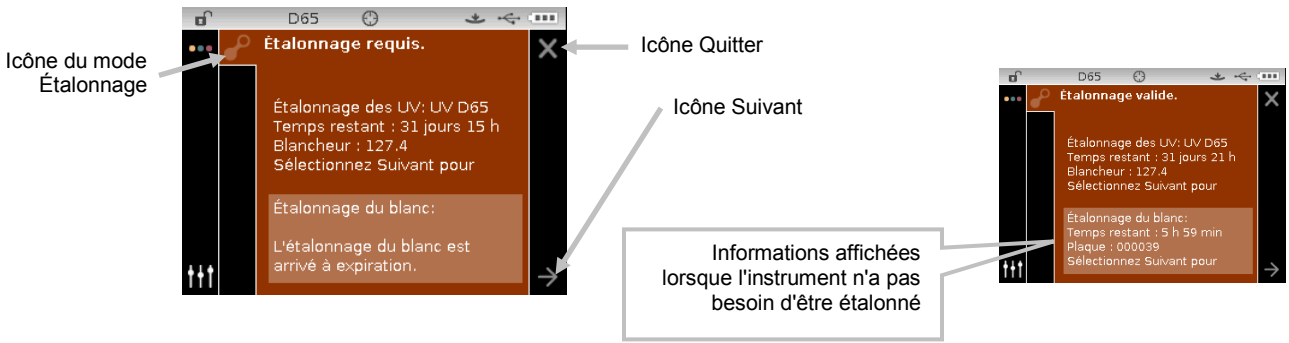 Icône du mode
Étalonnage
D65
Étalonnage requis.
Étalonnage des UV: UV D65
Temps restant : 31 jours 15 h
Blancheur : 127.4
Sélectionnez Suivant pour
Étalonnage du blanc:
L'étalonnage du blanc est
arrivé à expiration.
Icône Quitter
Icône Suivant
Informations affichées
lorsque l'instrument n'a pas
besoin d'être étalonné
D65
Étalonnage valide.
Étalonnage des UV: UV D65
Temps restant : 31 jours 21 h
Blancheur : 127.4
Sélectionnez Suivant pour
Étalonnage du blanc:
Temps restant : 5 h 59 min
Plaque : 000039
Sélectionnez Suivant pour